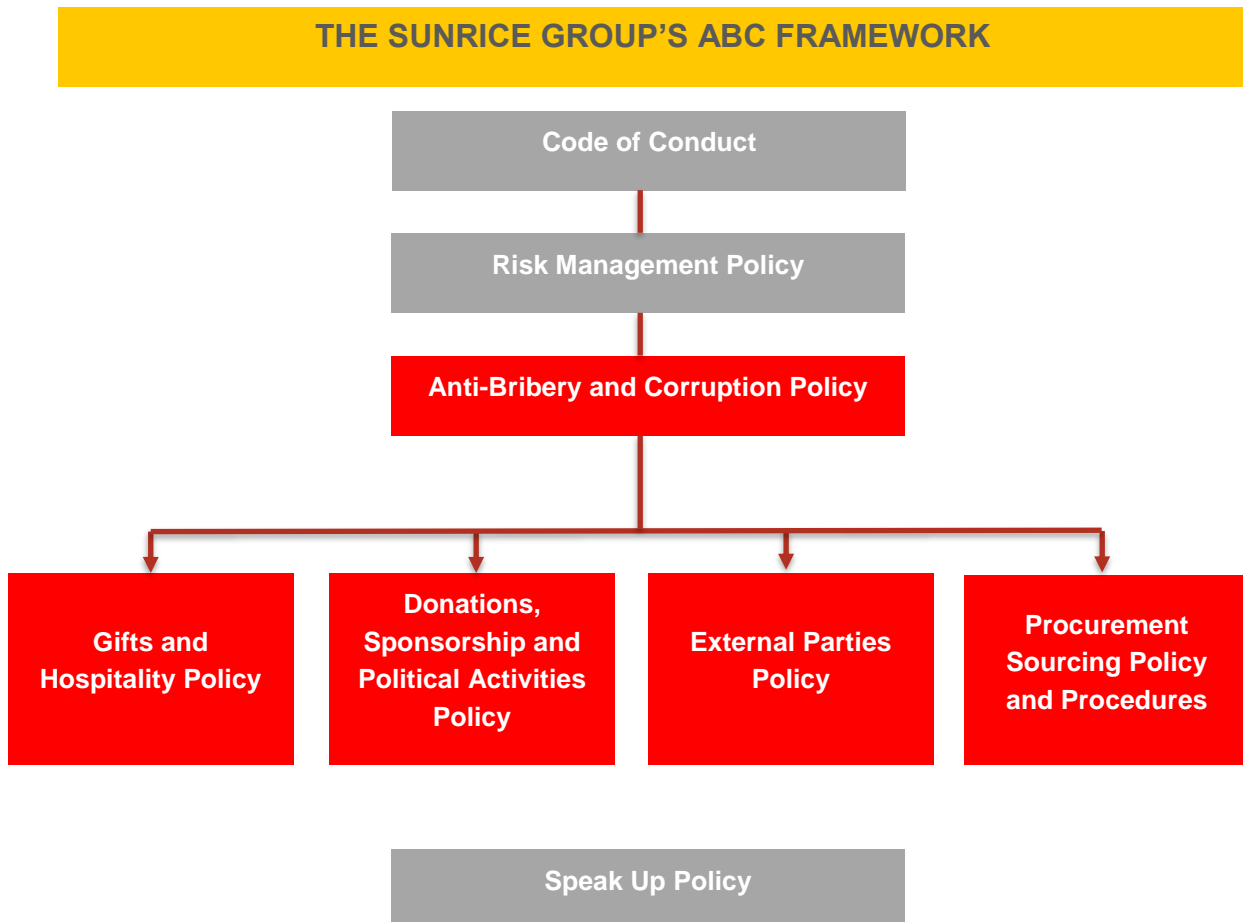 THE SUNRICE GROUP’S ABC FRAMEWORK
Code of Conduct
Risk Management Policy
Anti-Bribery and Corruption Policy
Gifts and
Hospitality Policy
Donations,
Sponsorship and
Political Activities
Policy
External Parties
Policy
Procurement
Sourcing Policy
and Procedures
Speak Up Policy